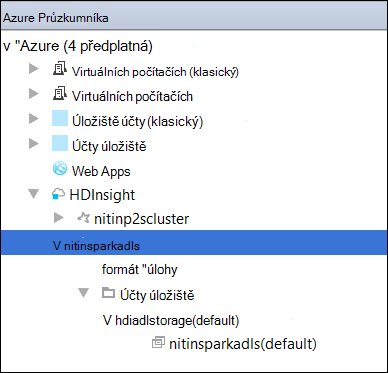 Azure Průzkumníka
v "Azure (4 předplatná)
Virtuálních počítačích (klasický)
Virtuálních počítačích
Úložiště účty (klasický)
Účty úložiště
Web Apps
HDInsight
nitinp2scluster
V nitinsparkadls
formát "úlohy
Účty úložiště
V hdiadlstorage(default)
nitinsparkadls(default)